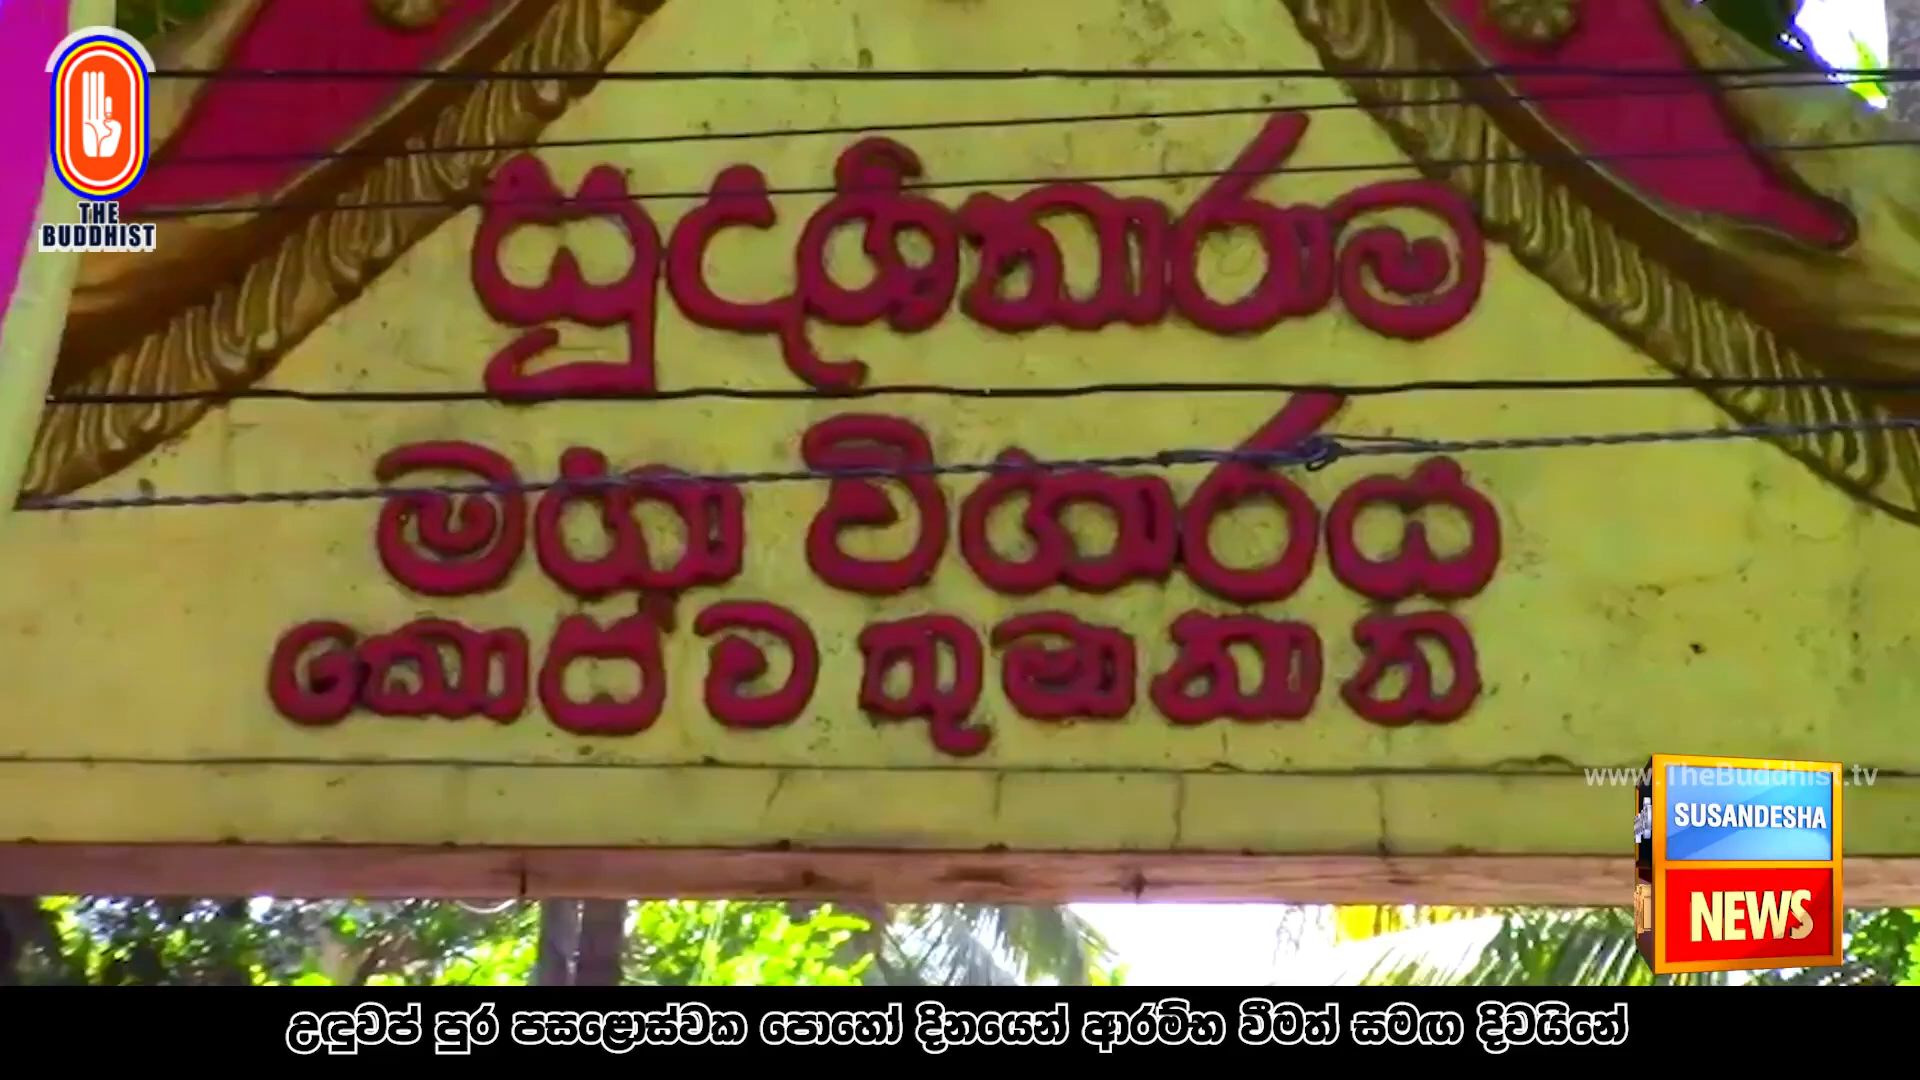 THE
BUDDHIST
සුදර්‍ශනාරාම
මහා විහාරය
www.TheBuddhist.tv
SUSANDESHA
NEWS
උඳුවප් පුර පසළොස්වක පොහෝ දිනයෙන් ආරම්භ වීමත් සමඟ දිවයිනේ